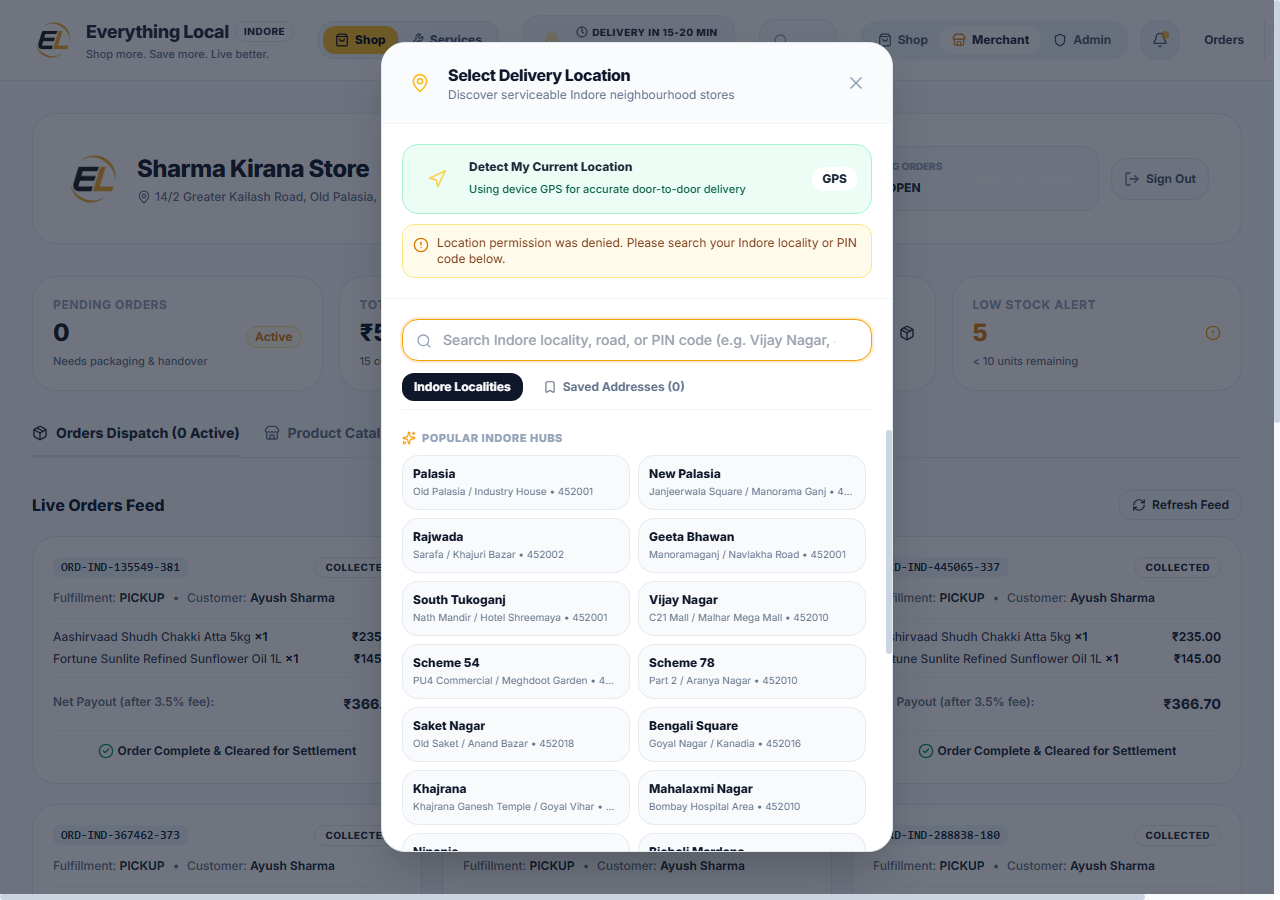 Everything Local INDORE
Shop more. Save more. Live better.
Shop
Services
DELIVERY IN 15-20 MIN
Shop
Merchant
Admin
Orders
Select Delivery Location
Discover serviceable Indore neighbourhood stores
Detect My Current Location
Using device GPS for accurate door-to-door delivery
GPS
Location permission was denied. Please search your Indore locality or PIN
code below.
Search Indore locality, road, or PIN code (e.g. Vijay Nagar,
Indore Localities
Saved Addresses (0)
POPULAR INDORE HUBS
Palasia
Old Palasia / Industry House • 452001
New Palasia
Janjeerwala Square / Manorama Ganj • 4...
Rajwada
Sarafa / Khajuri Bazar • 452002
Geeta Bhawan
Manoramaganj / Navlakha Road • 452001
South Tukoganj
Nath Mandir / Hotel Shreemaya • 452001
Vijay Nagar
C21 Mall / Malhar Mega Mall • 452010
Scheme 54
PU4 Commercial / Meghdoot Garden • 4...
Scheme 78
Part 2 / Aranya Nagar • 452010
Saket Nagar
Old Saket / Anand Bazar • 452018
Bengali Square
Goyal Nagar / Kanadia • 452016
Khajrana
Khajrana Ganesh Temple / Goyal Vihar • ...
Mahalaxmi Nagar
Bombay Hospital Area • 452010
EL
Sharma Kirana Store
14/2 Greater Kailash Road, Old Palasia,
ORDERS
OPEN
Sign Out
PENDING ORDERS
0
Needs packaging & handover
Active
LOW STOCK ALERT
5
< 10 units remaining
Orders Dispatch (0 Active)
Product
Live Orders Feed
Refresh Feed
ORD-IND-135549-381
Fulfillment: PICKUP • Customer: Ayush Sharma
Aashirvaad Shudh Chakki Atta 5kg ×1
Fortune Sunlite Refined Sunflower Oil 1L ×1
Net Payout (after 3.5% fee):
Order Complete & Cleared for Settlement
IND-445065-337
COLLECTED
PICKUP • Customer: Ayush Sharma
Shudh Chakki Atta 5kg ×1 ₹235.00
Sunlite Refined Sunflower Oil 1L ×1 ₹145.00
Payout (after 3.5% fee): ₹366.70
Order Complete & Cleared for Settlement
ORD-IND-367462-373
Fulfillment: PICKUP • Customer: Ayush Sharma
Fulfillment: PICKUP • Customer: Ayush Sharma
IND-288838-180
COLLECTED
PICKUP • Customer: Ayush Sharma